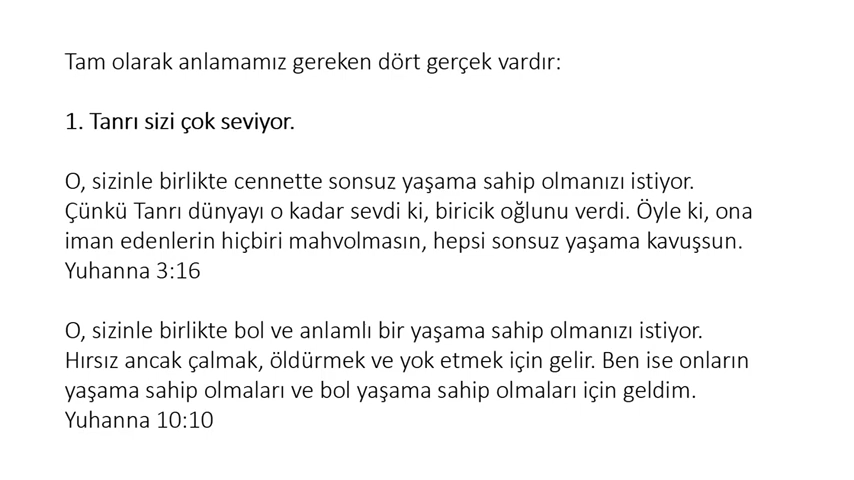 Tam olarak anlamamız gereken dört gerçek vardır:
1. Tanrı sizi çok seviyor.
O, sizinle birlikte cennette sonsuz yaşama sahip olmanızı istiyor.
Çünkü Tanrı dünyayı o kadar sevdi ki, biricik oğlunu verdi. Öyle ki, ona
iman edenlerin hiçbiri mahvolmasın, hepsi sonsuz yaşama kavuşsun.
Yuhanna 3:16
O, sizinle birlikte bol ve anlamlı bir yaşama sahip olmanızı istiyor.
Hırsız ancak çalmak, öldürmek ve yok etmek için gelir. Ben ise onların
yaşama sahip olmaları ve bol yaşama sahip olmaları için geldim.
Yuhanna 10:10